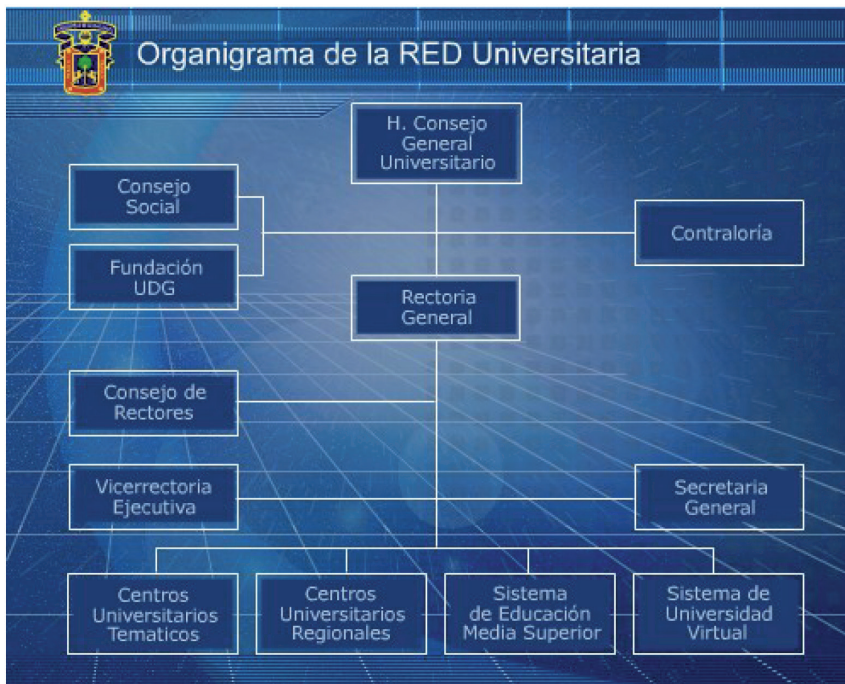 Organigrama de la RED Universitaria
H. Consejo
General
Universitario
Consejo
Social
Contraloría
Fundación
UDG
Rectoria
General
Consejo de
Rectores
Vicerrectoria
Ejecutiva
Secretaria
General
Centros
Universitarios
Tematicos
Centros
Universitarios
Regionales
Sistema
de Educación
Media Superior
Sistema de
Universidad
Virtual